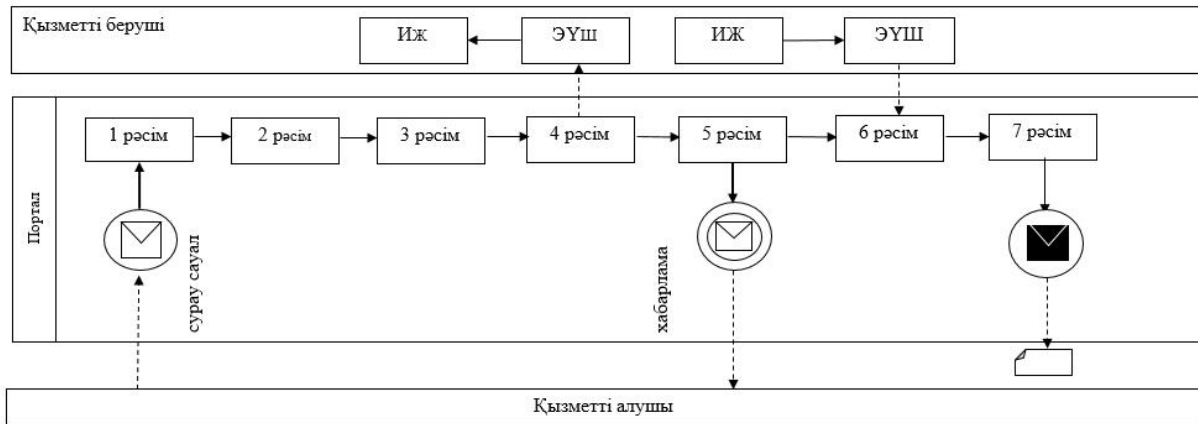 Қызметті беруші
ИЖ
ЭҮш
ИЖ
ЭҮШ
1 рәсім
2 рәсім
3 рәсім
4 рәсім
5 рәсім
6 рәсім
7 рәсім
Портал
сурау сауал
хабарлама
Қызметті алушы